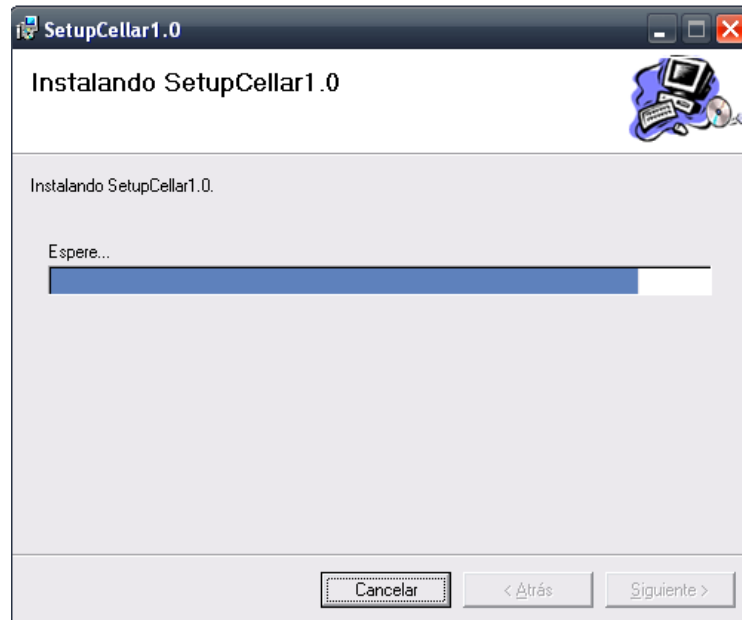 SetupCellar1.0
Instalando SetupCellar1.0
Instalando SetupCellar1.0.
Espere...
Cancelar
< Atrás
Siguiente >